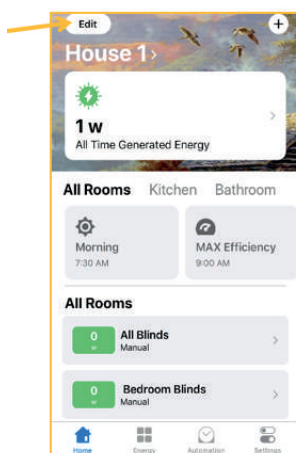 Edit
+
House 1 >
1 w
All Time Generated Energy
All Rooms Kitchen Bathroom
Morning
7:30 AM
MAX Efficiency
9:00 AM
All Rooms
0
w
All Blinds
Manual
0
w
Bedroom Blinds
Manual
Home Energy Automation Settings